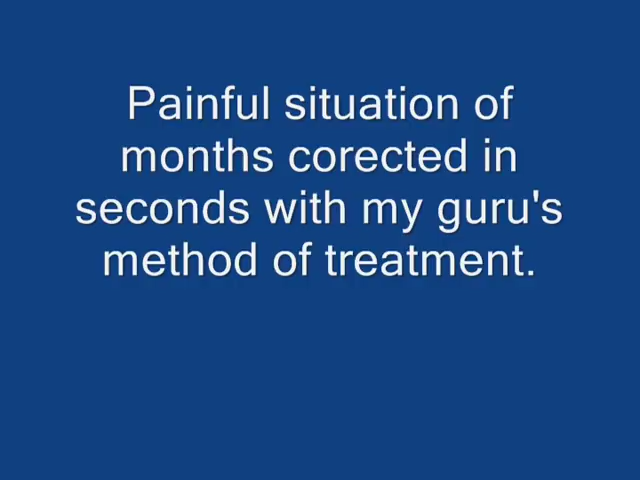 Painful situation of
months corected in
seconds with my guru's
method of treatment.